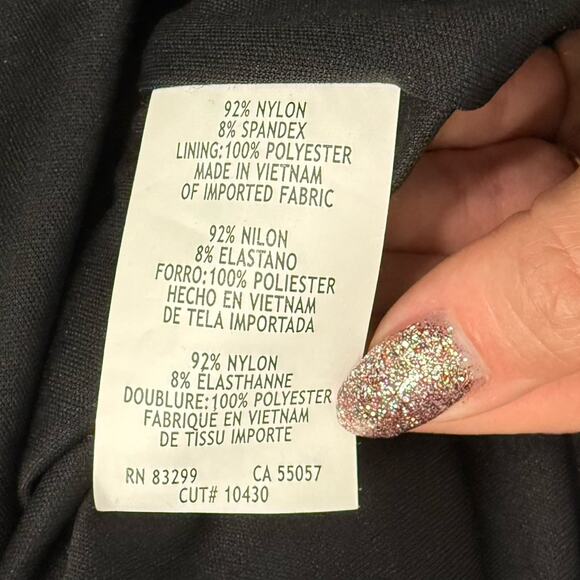 92% NYLON
8% SPANDEX
LINING:100% POLYESTER
MADE IN VIETNAM
OF IMPORTED FABRIC
92% NILON
8% ELASTANO
FORRO:100% POLIESTER
HECHO EN VIETNAM
DE TELA IMPORTADA
92% NYLON
8% ÉLASTHANNE
DOUBLURE:100% POLYESTER
FABRIQUÉ EN VIETNAM
DE TISSU IMPORTE
RN 83299 CA 55057
CUT# 10430